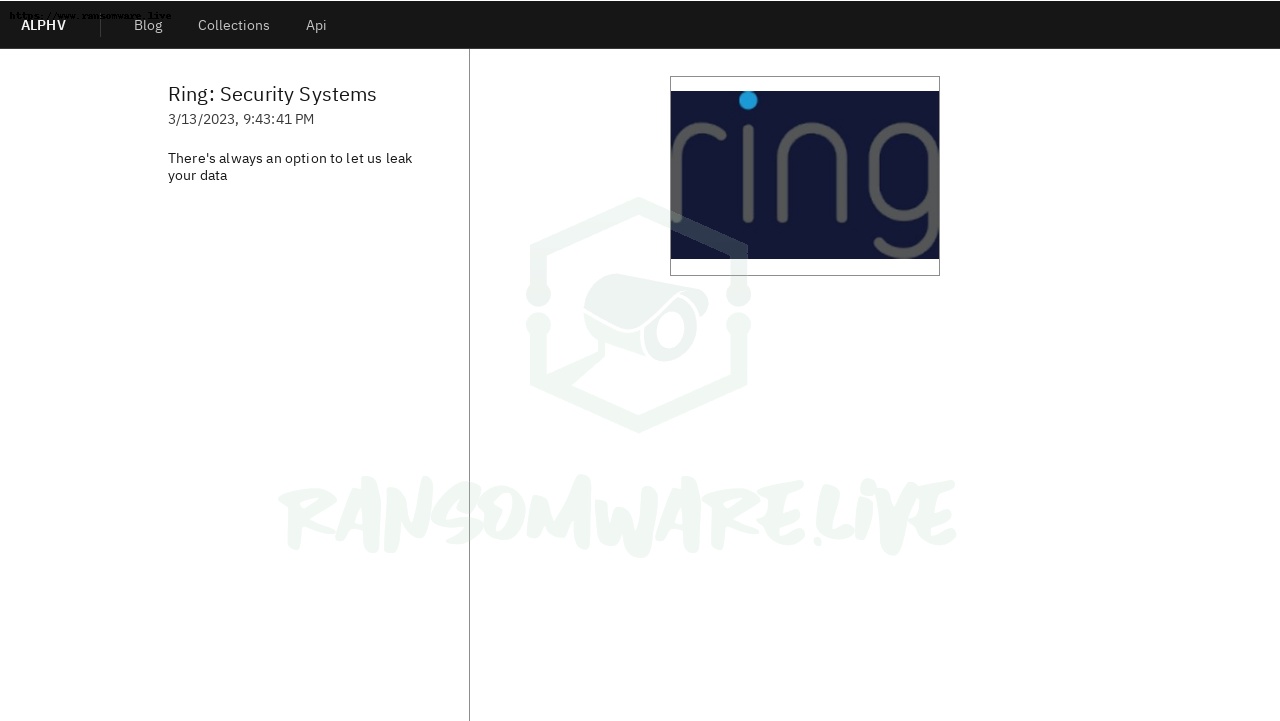 https://www.ransomware.live
ALPHV Blog Collections Api
Ring: Security Systems
3/13/2023, 9:43:41 PM
There's always an option to let us leak
your data
ring
RANSOMWARE.LIVE